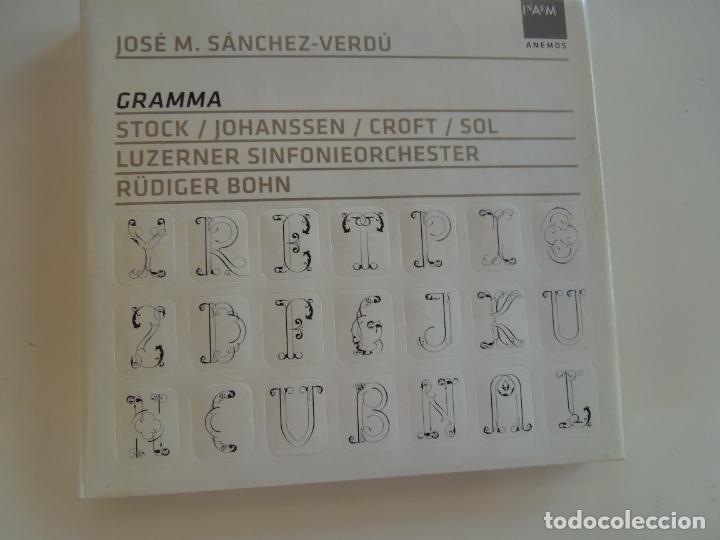 JOSÉ M. SÁNCHEZ-VERDÚ
ANEMOS
GRAMMA
STOCK / JOHANSSEN / CROFT / SOL
LUZERNER SINFONIEORCHESTER
RÜDIGER BOHN
Y R E T P I
Z D F G J K U
H C U B N A L
todocoleccion